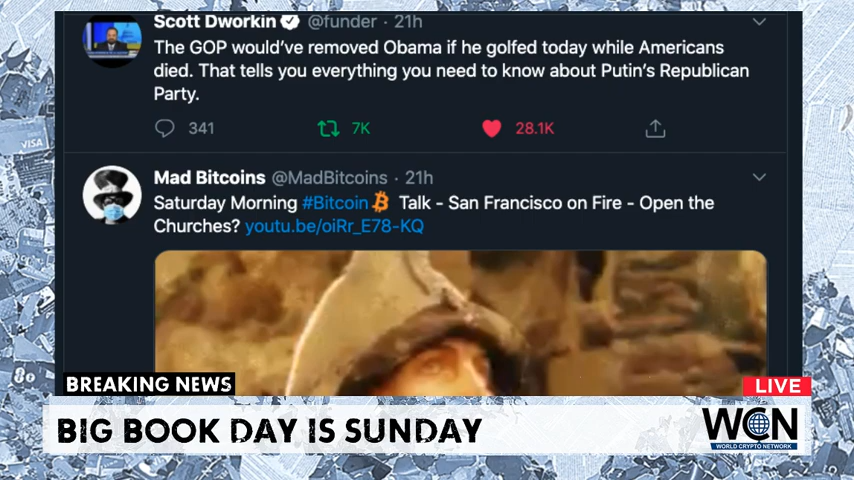 Scott Dworkin @funder · 21h
The GOP would've removed Obama if he golfed today while Americans
died. That tells you everything you need to know about Putin's Republican
Party.
341 7K 28.1K
Mad Bitcoins @MadBitcoins · 21h
Saturday Morning #Bitcoin Talk - San Francisco on Fire - Open the
Churches? youtu.be/oiRr_E78-KQ
VISA
BREAKING NEWS
LIVE
BIG BOOK DAY IS SUNDAY
WCN
WORLD CRYPTO NETWORK